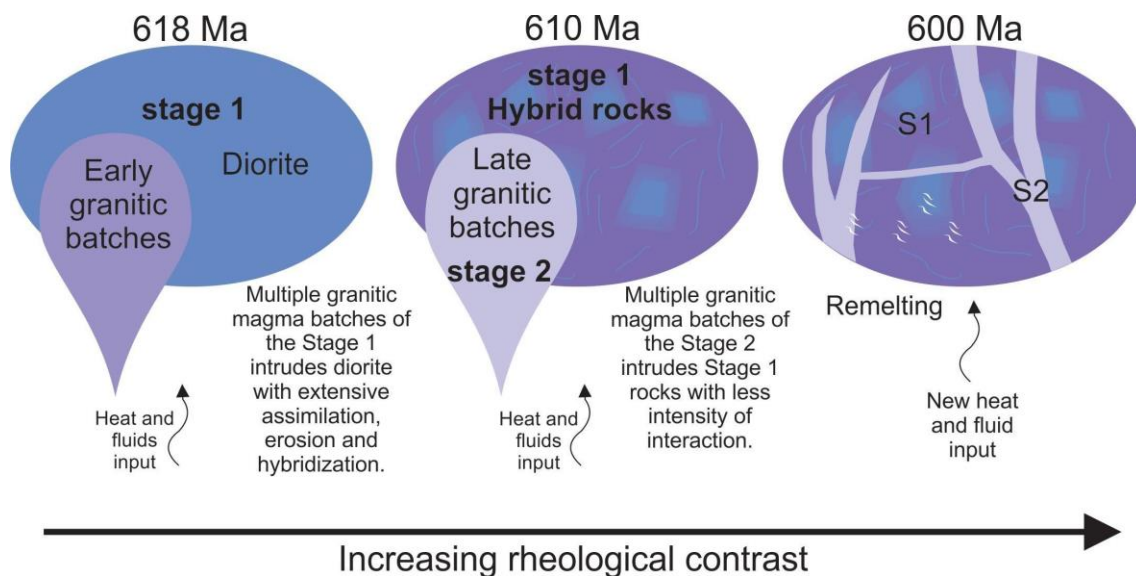 618 Ma
stage 1
Diorite
Early
granitic
batches
Multiple granitic
magma batches of
the Stage 1
intrudes diorite
with extensive
assimilation,
erosion and
hybridization.
Heat and
fluids
input
610 Ma
stage 1
Hybrid rocks
Late
granitic
batches
stage 2
Multiple granitic
magma batches of
the Stage 2
intrudes Stage 1
rocks with less
intensity of
interaction.
Heat and
fluids
input
600 Ma
S1
S2
Remelting
New heat
and fluid
input
Increasing rheological contrast